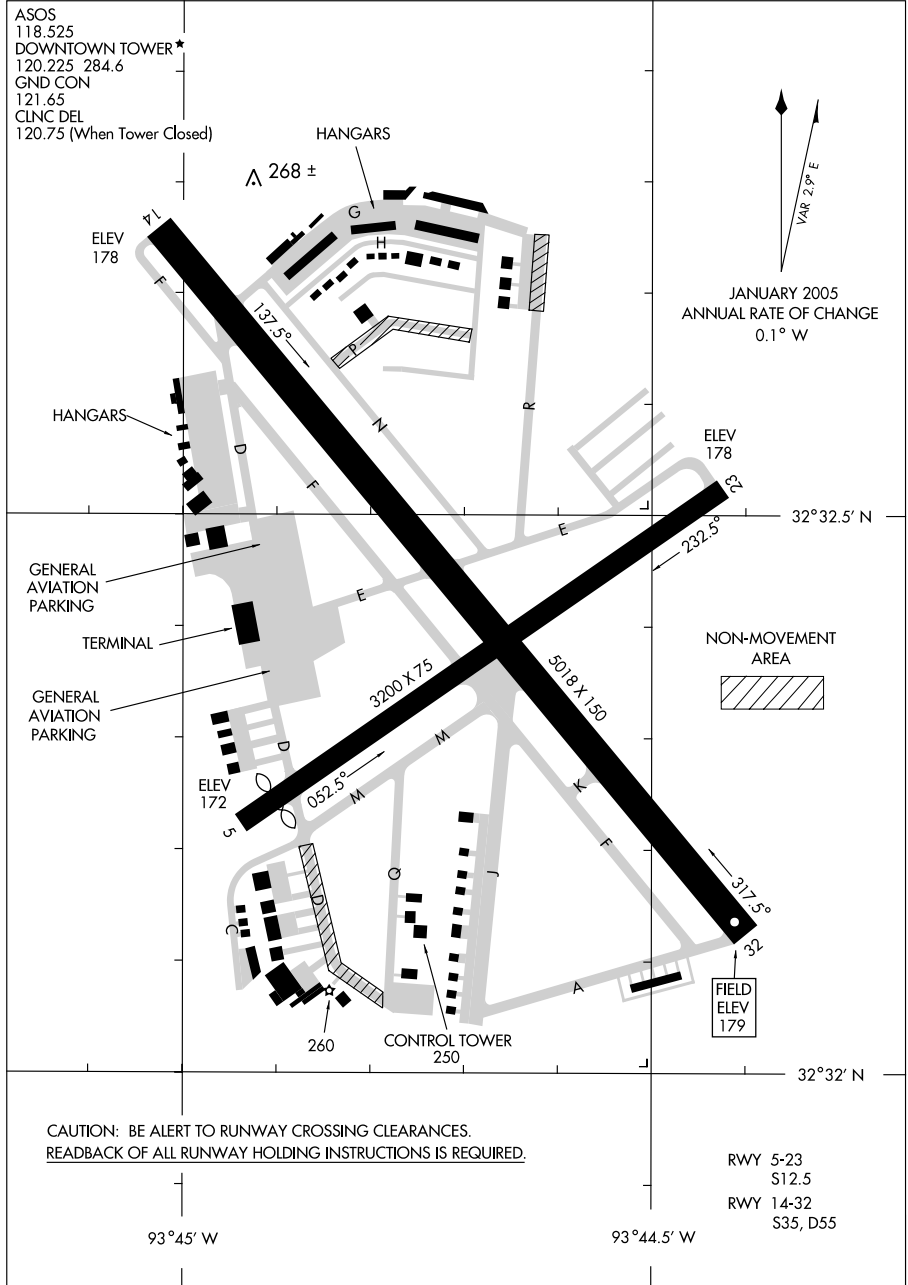 ASOS
118.525
DOWNTOWN TOWER★
120.225 284.6
GND CON
121.65
CLNC DEL
120.75 (When Tower Closed)
HANGARS
268 ±
VAR 2.9° E
JANUARY 2005
ANNUAL RATE OF CHANGE
0.1° W
14
ELEV
178
G
H
F
137.5°
P
N
R
HANGARS
D
F
ELEV
178
23
232.5°
32°32.5' N
E
E
GENERAL
AVIATION
PARKING
TERMINAL
GENERAL
AVIATION
PARKING
NON-MOVEMENT
AREA
3200 X 75
5018 X 150
D
M
M
052.5°
ELEV
172
5
K
F
Q
J
D
C
317.5°
32
A
FIELD
ELEV
179
260
CONTROL TOWER
250
32°32' N
CAUTION: BE ALERT TO RUNWAY CROSSING CLEARANCES.
READBACK OF ALL RUNWAY HOLDING INSTRUCTIONS IS REQUIRED.
RWY 5-23
S12.5
RWY 14-32
S35, D55
93°45' W
93°44.5' W